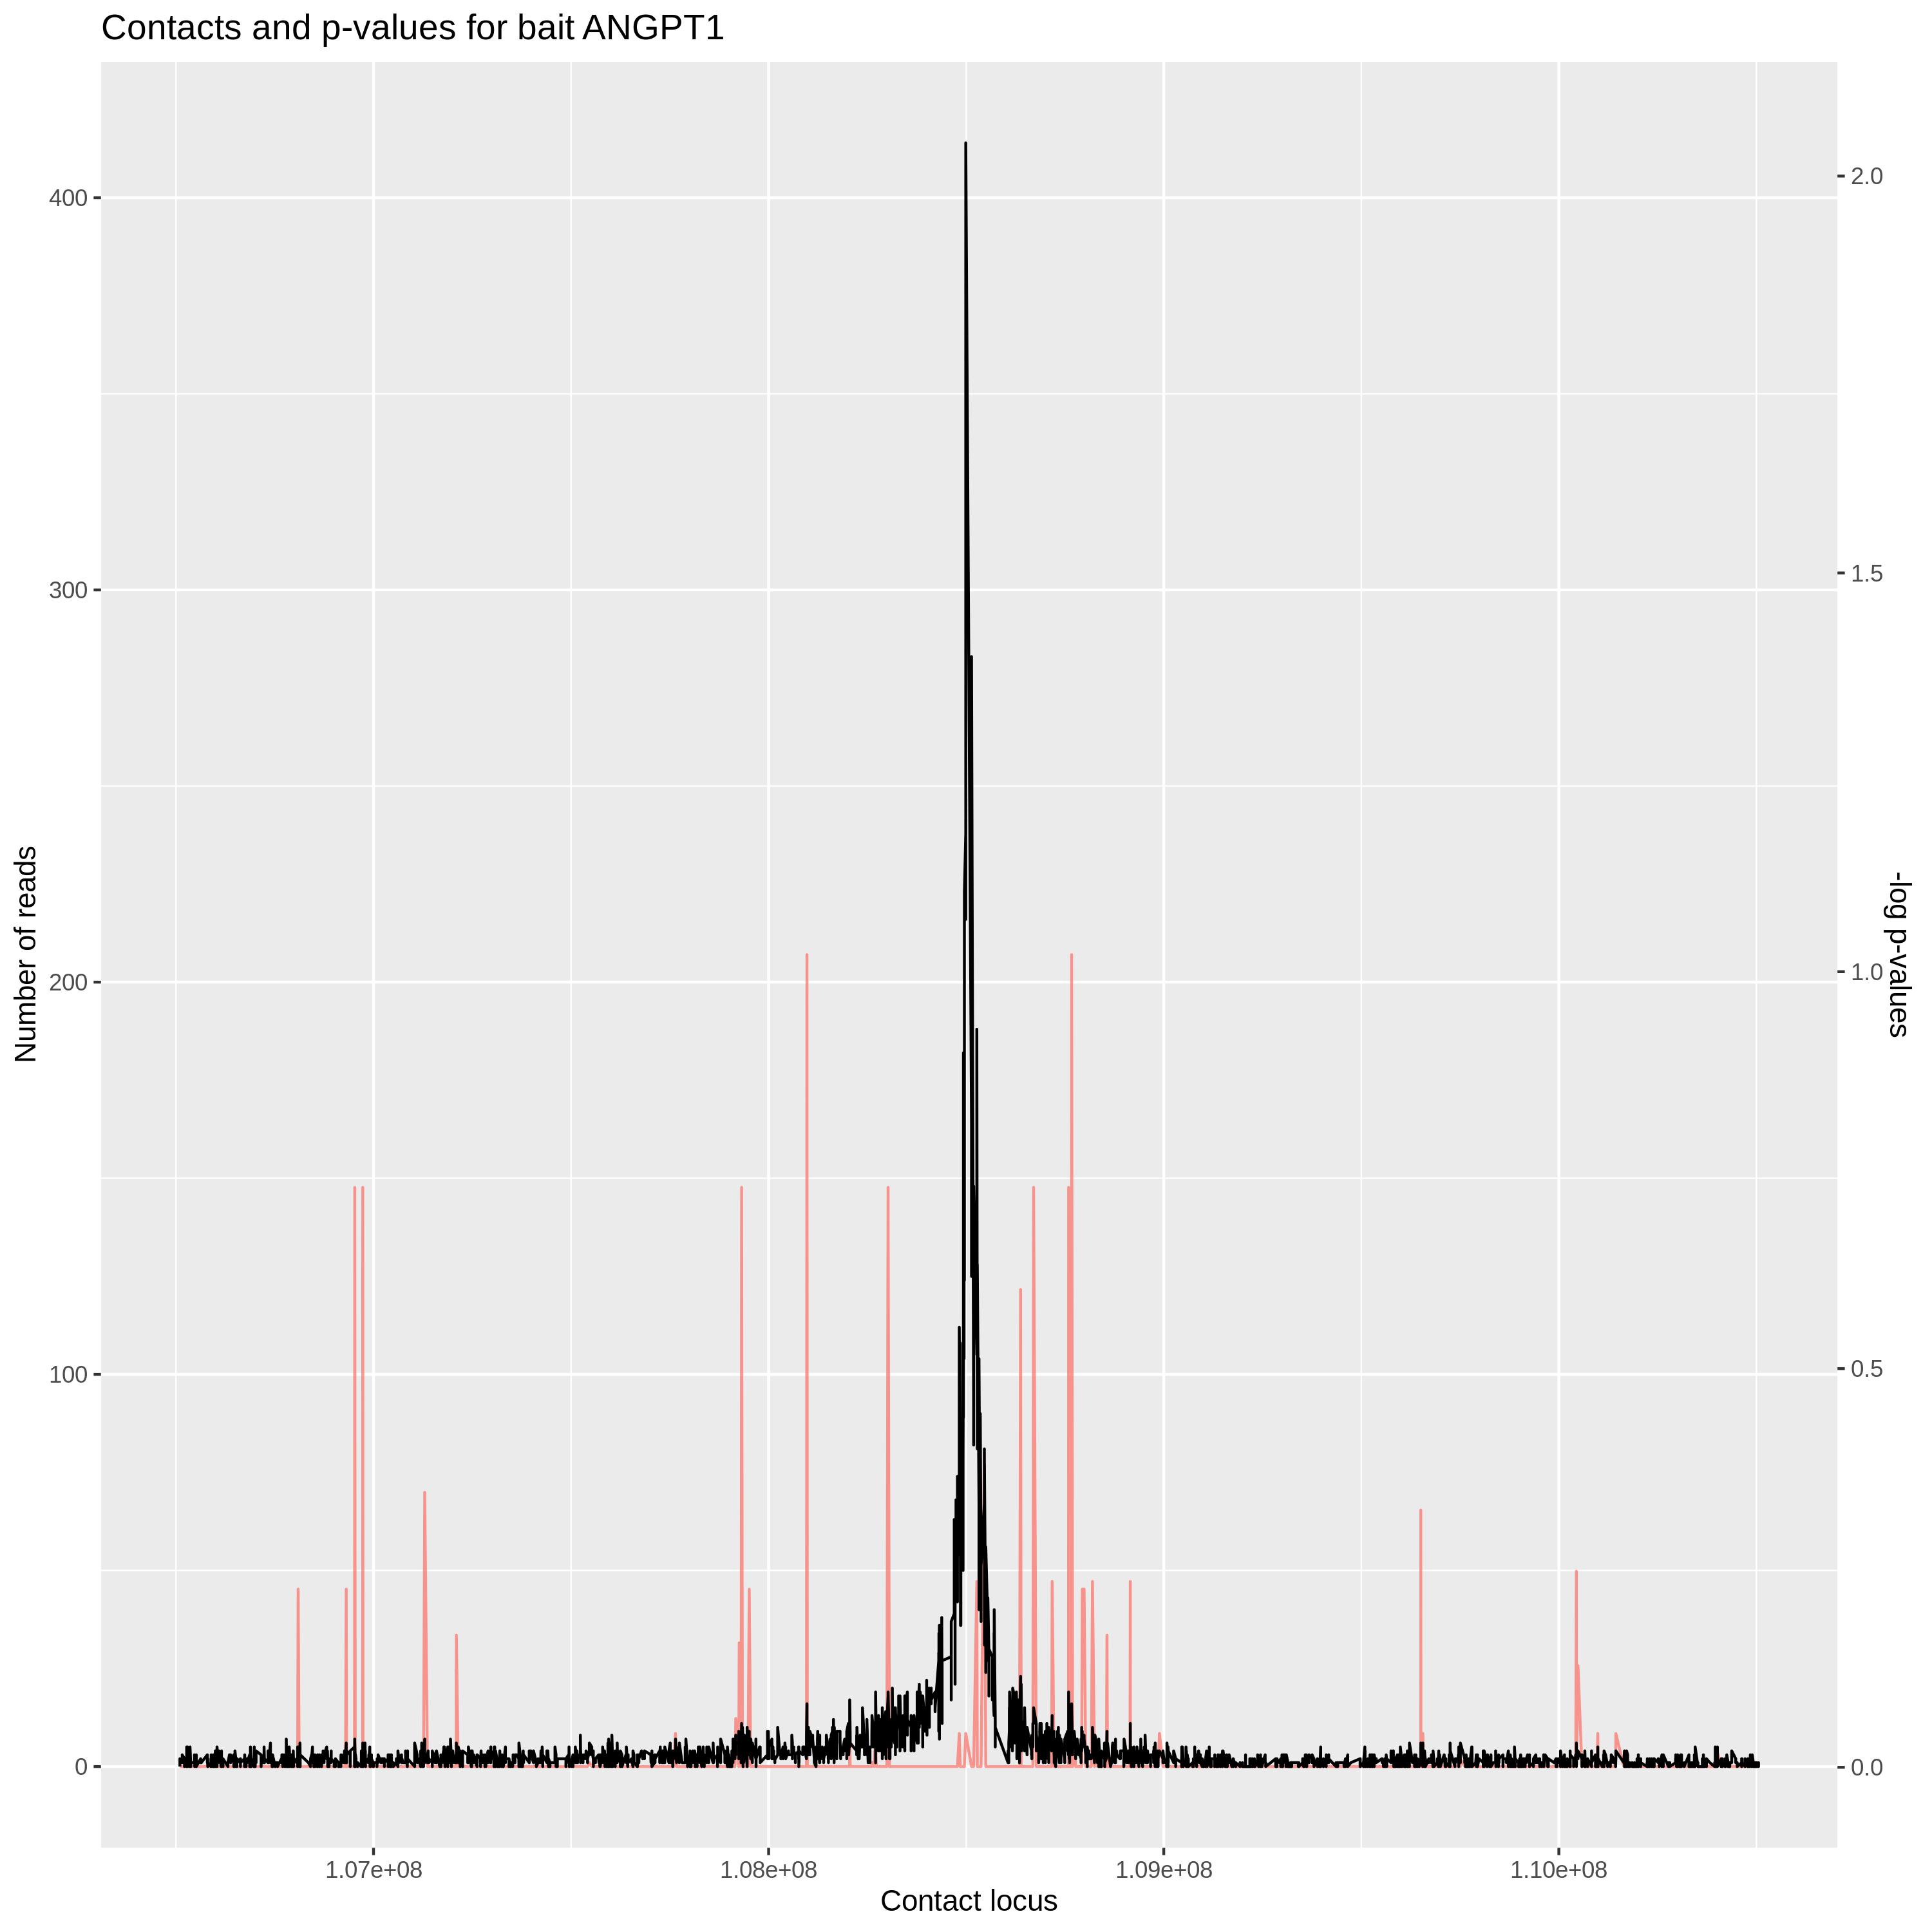 Contacts and p-values for bait ANGPT1
400
300
200
100
0
Number of reads
2.0
1.5
1.0
0.5
0.0
-log p-values
1.07e+08
1.08e+08
1.09e+08
1.10e+08
Contact locus